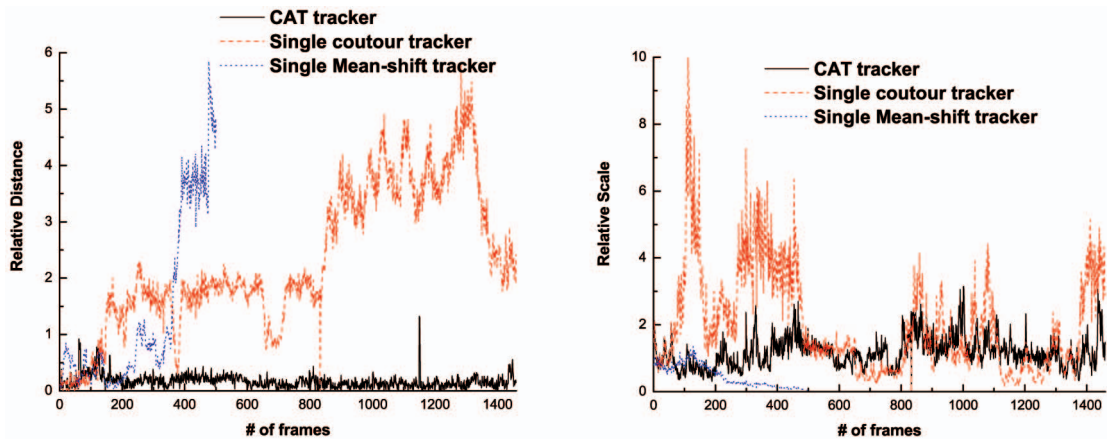 CAT tracker
Single coutour tracker
Single Mean-shift tracker
6
5
4
3
2
1
0
Relative Distance
0 200 400 600 800 1000 1200 1400
# of frames
CAT tracker
Single coutour tracker
Single Mean-shift tracker
10
8
6
4
2
0
Relative Scale
0 200 400 600 800 1000 1200 1400
# of frames